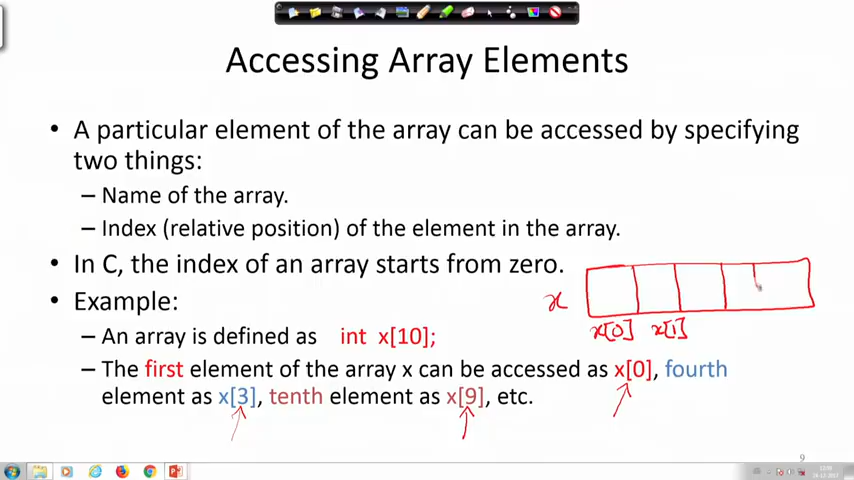 Accessing Array Elements
• A particular element of the array can be accessed by specifying
two things:
– Name of the array.
– Index (relative position) of the element in the array.
• In C, the index of an array starts from zero.
• Example:
x
x[0] x[1]
– An array is defined as int x[10];
– The first element of the array x can be accessed as x[0], fourth
element as x[3], tenth element as x[9], etc.
9